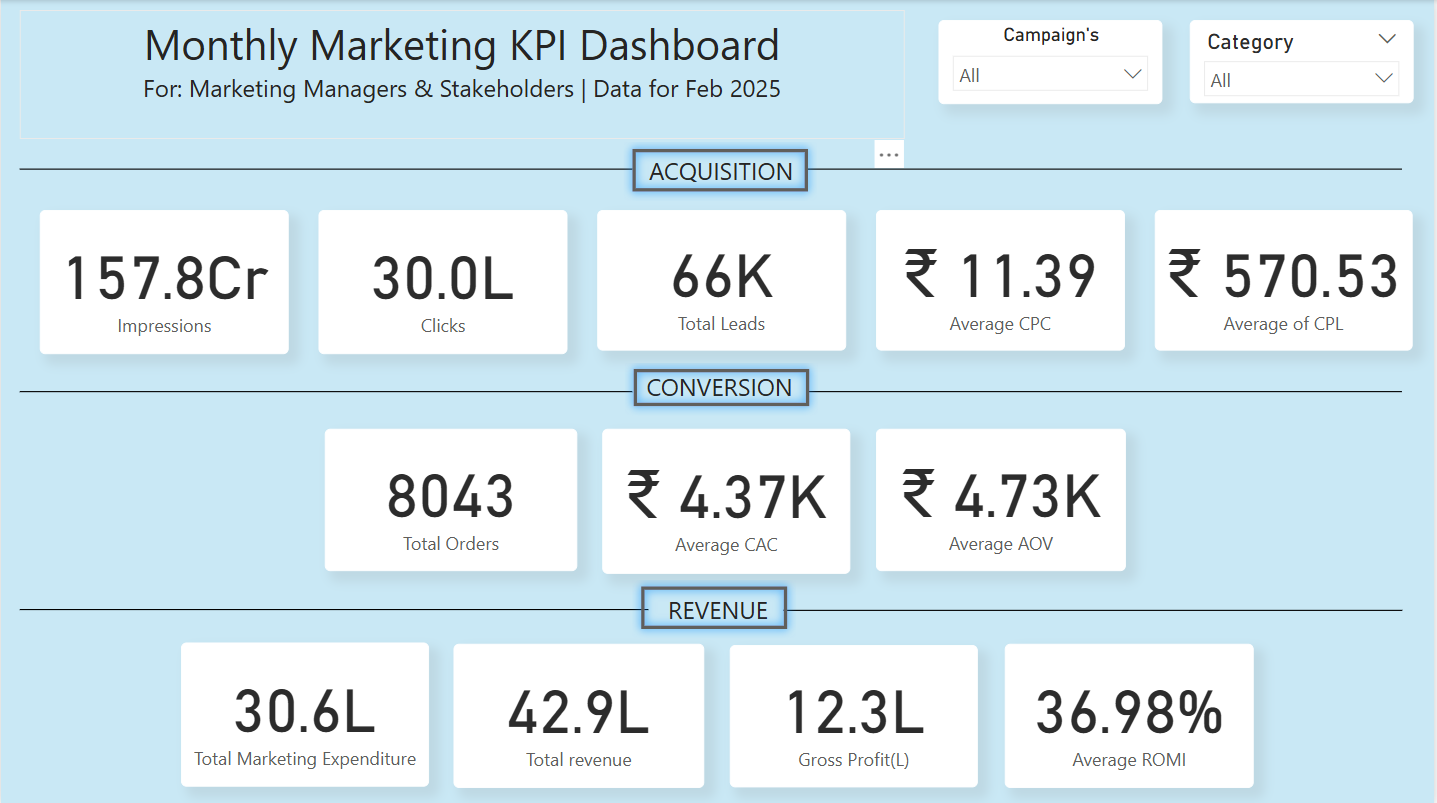 Monthly Marketing KPI Dashboard
For: Marketing Managers & Stakeholders | Data for Feb 2025
Campaign's
All
Category
All
ACQUISITION
157.8Cr
Impressions
30.0L
Clicks
66K
Total Leads
₹ 11.39
Average CPC
₹ 570.53
Average of CPL
CONVERSION
8043
Total Orders
₹ 4.37K
Average CAC
₹ 4.73K
Average AOV
REVENUE
30.6L
Total Marketing Expenditure
42.9L
Total revenue
12.3L
Gross Profit(L)
36.98%
Average ROMI